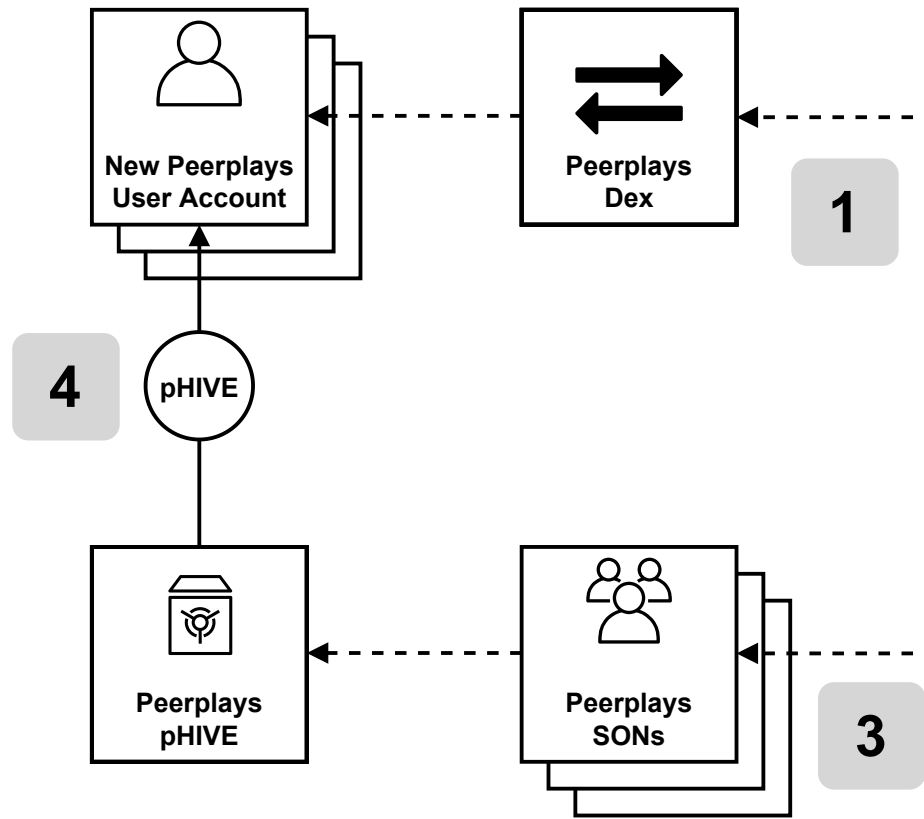 New Peerplays
User Account
Peerplays
Dex
1
4
pHIVE
Peerplays
pHIVE
Peerplays
SONs
3